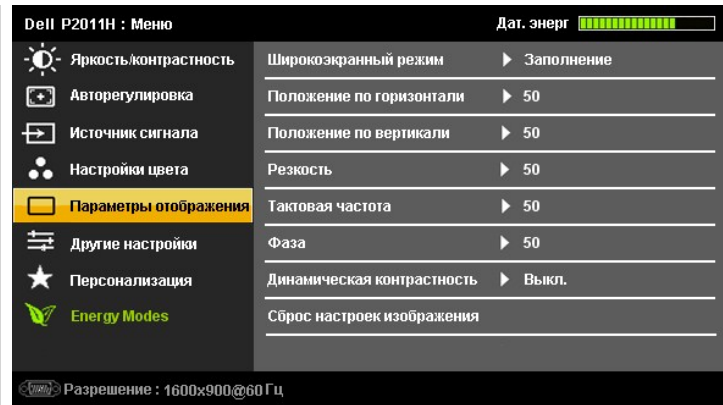 Dell P2011H : Меню Дат. энерг
Яркость/контрастность Широкоэкранный режим Заполнение
Авторегулировка Положение по горизонтали 50
Источник сигнала Положение по вертикали 50
Настройки цвета Резкость 50
Параметры отображения Тактовая частота 50
Другие настройки Фаза 50
Персонализация Динамическая контрастность Выкл.
Energy Modes Сброс настроек изображения
Разрешение : 1600x900@60 Гц